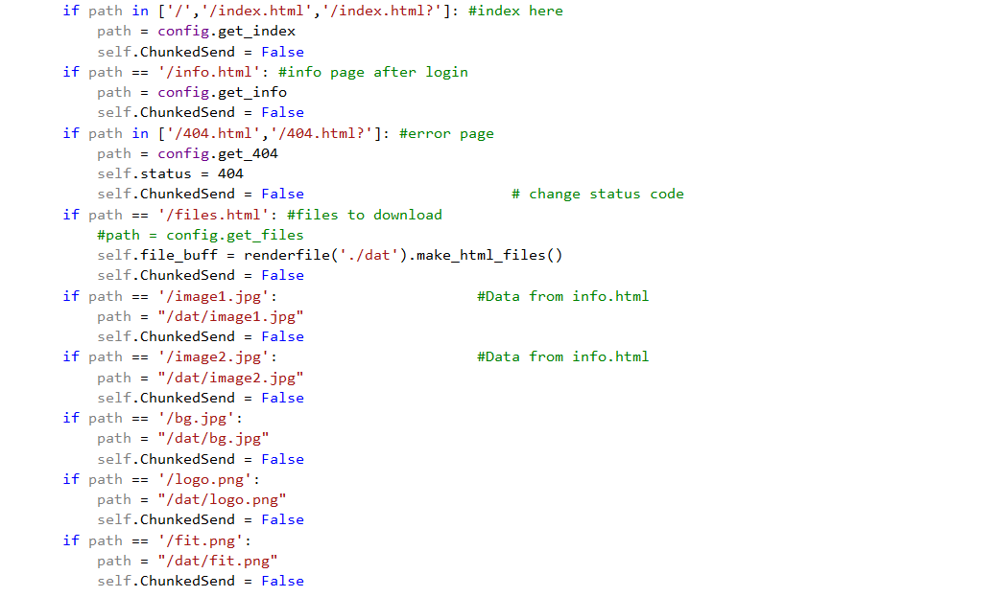 if path in ['/','/index.html','/index.html?']: #index here
path = config.get_index
self.ChunkedSend = False
if path == '/info.html': #info page after login
path = config.get_info
self.ChunkedSend = False
if path in ['/404.html','/404.html?']: #error page
path = config.get_404
self.status = 404
self.ChunkedSend = False # change status code
if path == '/files.html': #files to download
#path = config.get_files
self.file_buff = renderfile('./dat').make_html_files()
self.ChunkedSend = False
if path == '/image1.jpg': #Data from info.html
path = "/dat/image1.jpg"
self.ChunkedSend = False
if path == '/image2.jpg': #Data from info.html
path = "/dat/image2.jpg"
self.ChunkedSend = False
if path == '/bg.jpg':
path = "/dat/bg.jpg"
self.ChunkedSend = False
if path == '/logo.png':
path = "/dat/logo.png"
self.ChunkedSend = False
if path == '/fit.png':
path = "/dat/fit.png"
self.ChunkedSend = False